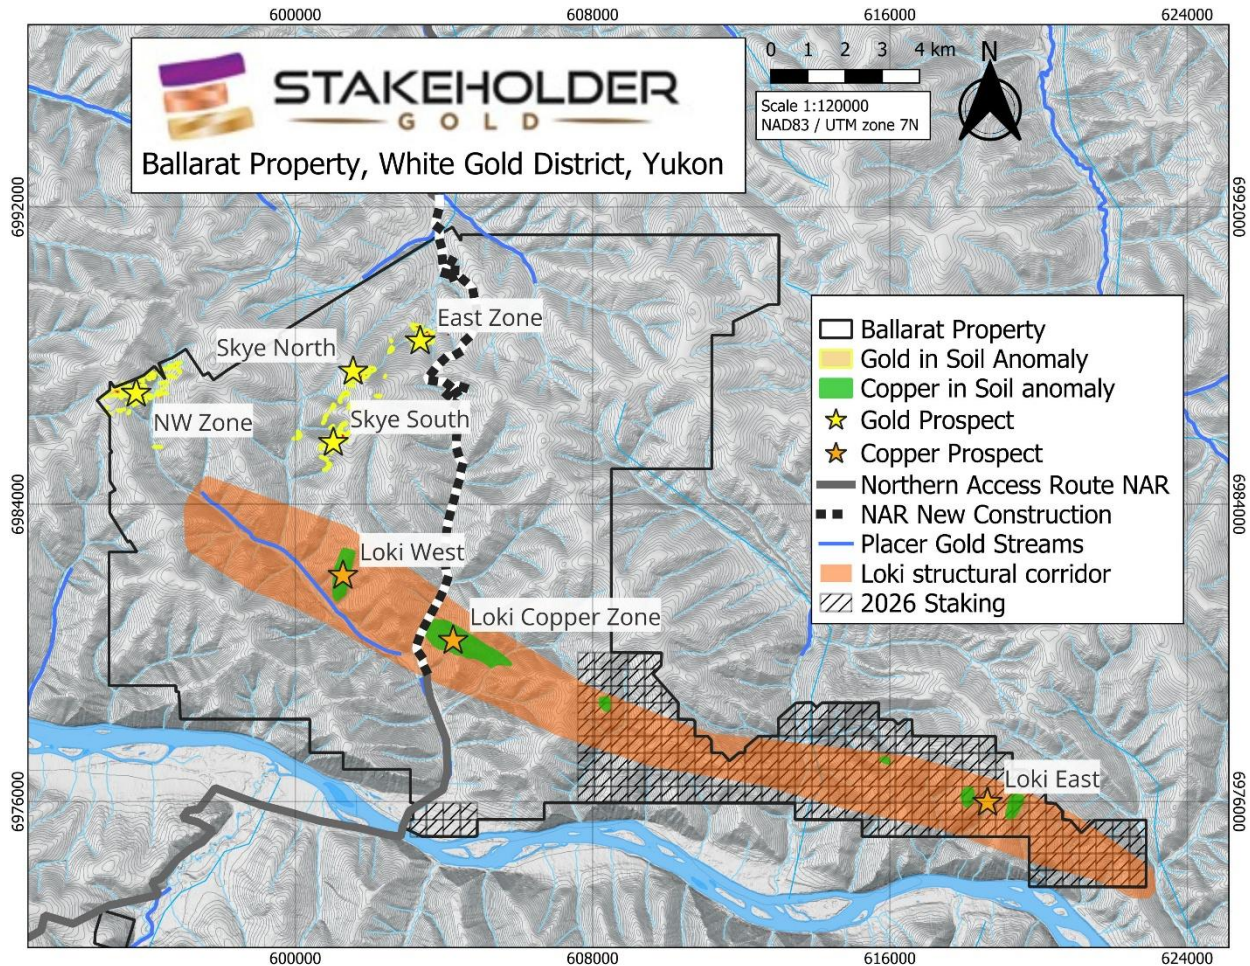 600000
608000
616000
624000
STAKEHOLDER
GOLD
Ballarat Property, White Gold District, Yukon
0 1 2 3 4 km
N
Scale 1:120000
NAD83 / UTM zone 7N
6992000
6992000
East Zone
Skye North
NW Zone
Skye South
Ballarat Property
Gold in Soil Anomaly
Copper in Soil anomaly
Gold Prospect
Copper Prospect
Northern Access Route NAR
NAR New Construction
Placer Gold Streams
Loki structural corridor
2026 Staking
6984000
6984000
Loki West
Loki Copper Zone
Loki East
6976000
6976000
600000
608000
616000
624000